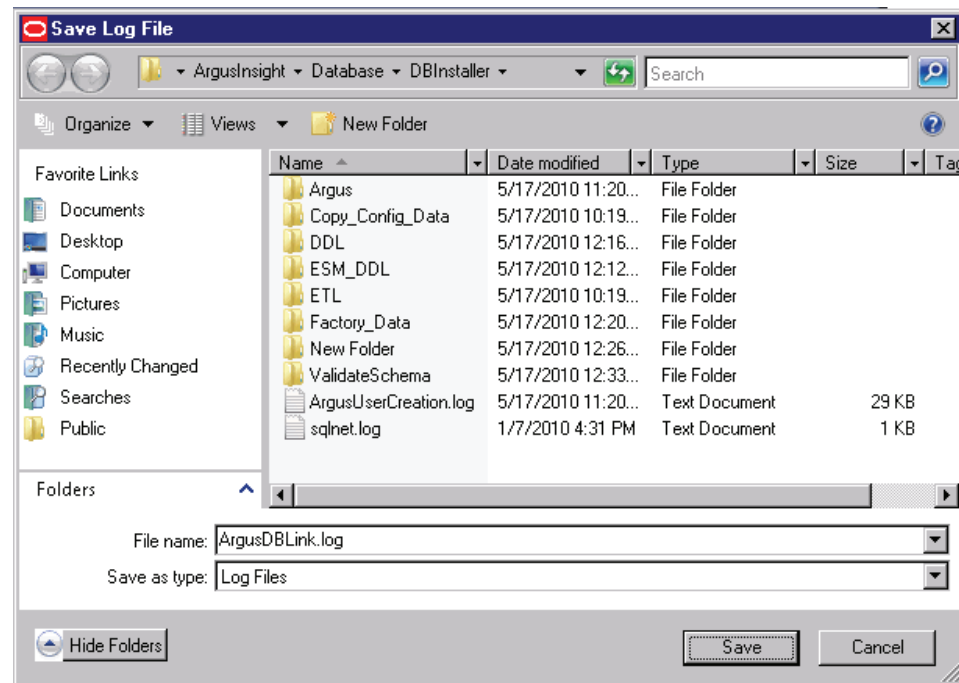 Save Log File
ArgusInsight Database DBInstaller Search
Organize Views New Folder
Favorite Links
Documents
Desktop
Computer
Pictures
Music
Recently Changed
Searches
Public
Folders
Name Date modified Type Size Tag
Argus 5/17/2010 11:20... File Folder
Copy_Config_Data 5/17/2010 10:19... File Folder
DDL 5/17/2010 12:16... File Folder
ESM_DDL 5/17/2010 12:12... File Folder
ETL 5/17/2010 10:19... File Folder
Factory_Data 5/17/2010 12:20... File Folder
New Folder 5/17/2010 12:26... File Folder
ValidateSchema 5/17/2010 12:33... File Folder
ArgusUserCreation.log 5/17/2010 11:20... Text Document 29 KB
sqlnet.log 1/7/2010 4:31 PM Text Document 1 KB
File name: ArgusDBLink.log
Save as type: Log Files
Hide Folders Save Cancel